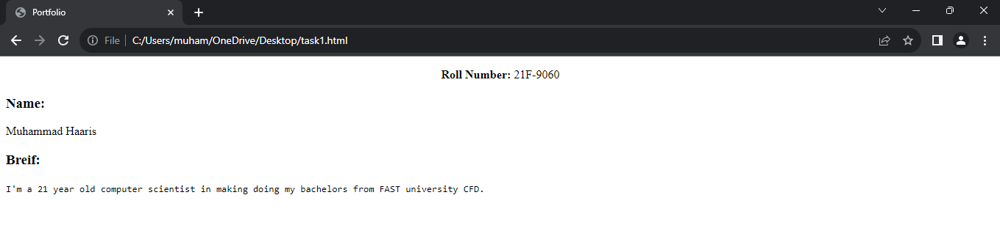 Portfolio
File C:/Users/muham/OneDrive/Desktop/task1.html
Roll Number: 21F-9060
Name:
Muhammad Haaris
Breif:
I'm a 21 year old computer scientist in making doing my bachelors from FAST university CFD.